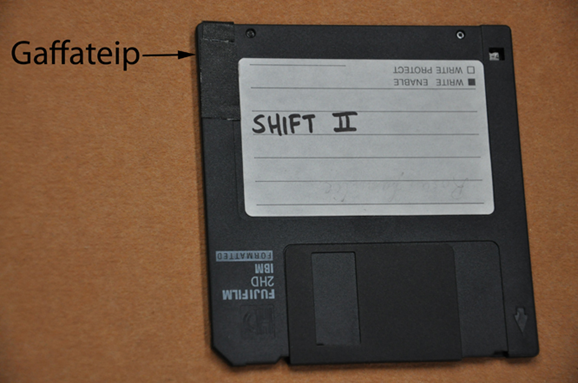 Gaffateip
WRITE PROTECT
WRITE ENABLE
SHIFT II
FORMATTED
IBM
2HD
FUJIFILM